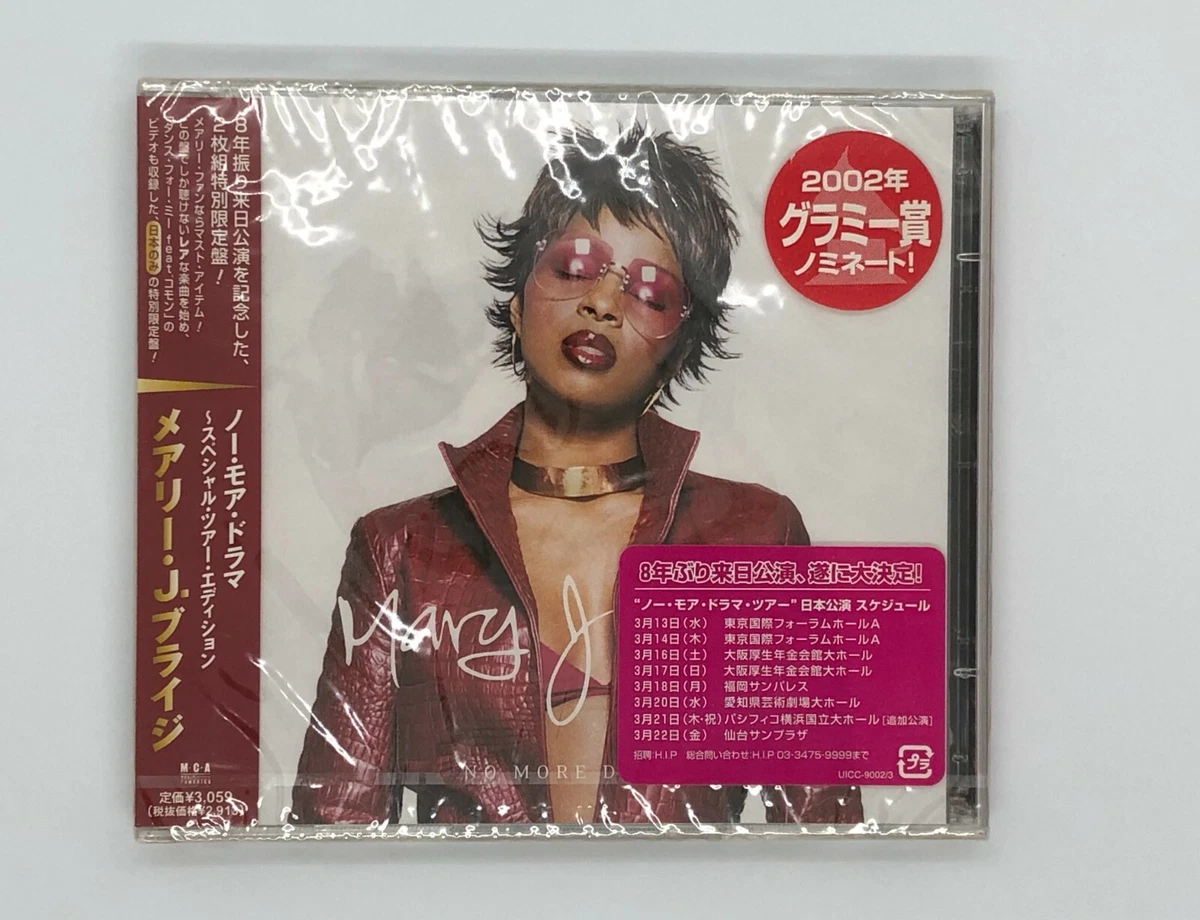 8年振り来日公演を記念した、
2枚組特別限定盤！
メアリー・ファンならマスト・アイテム！
この盤でしか聴けないレアな楽曲を始め、
「ダンス・フォー・ミー feat.コモン」の
ビデオも収録した、日本のみの特別限定盤！
ノー・モア・ドラマ
〜スペシャル・ツアー・エディション
メアリー・J.ブライジ
M・C・A
定価¥3,059
(税抜価格¥2,913)
2002年
グラミー賞
ノミネート!
Mary J
NO MORE D
8年ぶり来日公演、遂に大決定!
"ノー・モア・ドラマ・ツアー" 日本公演 スケジュール
3月13日(水) 東京国際フォーラムホールA
3月14日(木) 東京国際フォーラムホールA
3月16日(土) 大阪厚生年金会館大ホール
3月17日(日) 大阪厚生年金会館大ホール
3月18日(月) 福岡サンパレス
3月20日(水) 愛知県芸術劇場大ホール
3月21日(木・祝) パシフィコ横浜国立大ホール [追加公演]
3月22日(金) 仙台サンプラザ
招聘:H.I.P 総合問い合わせ:H.I.P 03-3475-9999まで
プラ
UICC-9002/3